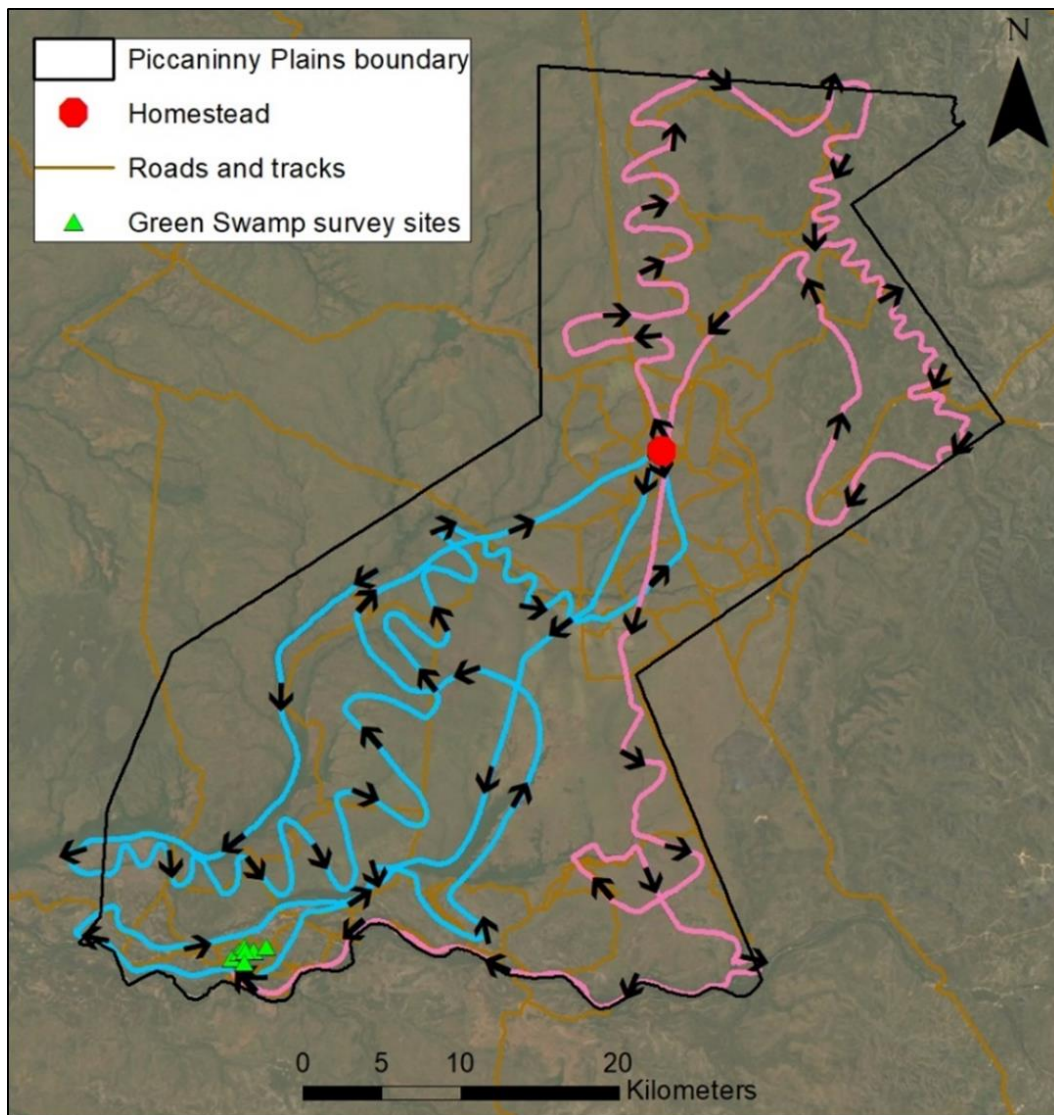 N
Piccaninny Plains boundary
Homestead
Roads and tracks
Green Swamp survey sites
0 5 10 20
Kilometers